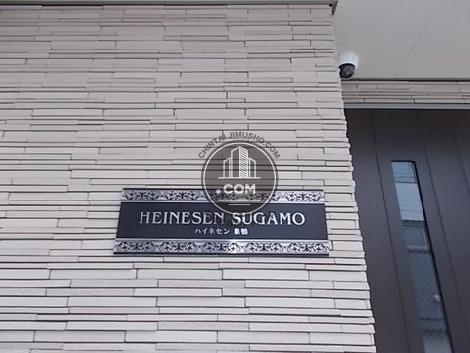 CHINTAI JIMUSHO.COM
.COM
HEINESEN SUGAMO
ハイネセン 巣鴨